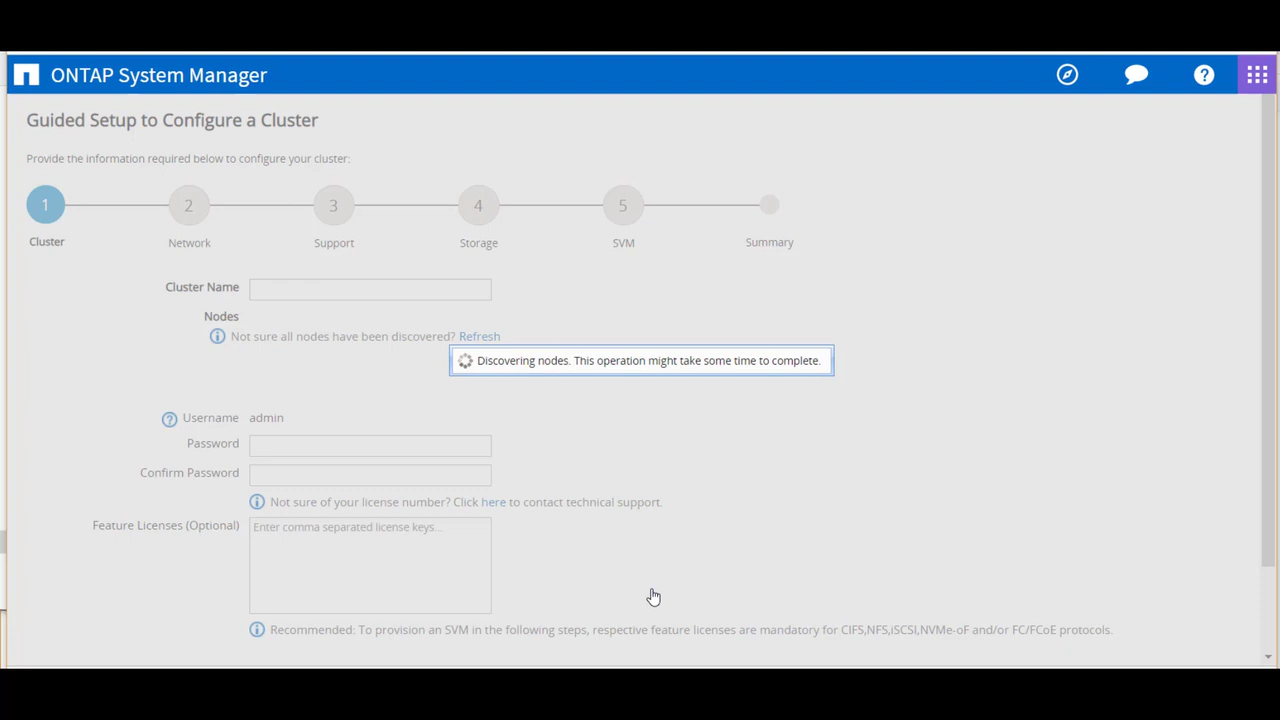 ONTAP System Manager
Guided Setup to Configure a Cluster
Provide the information required below to configure your cluster:
1 2 3 4 5
Cluster Network Support Storage SVM Summary
Cluster Name
Nodes
Not sure all nodes have been discovered? Refresh
Discovering nodes. This operation might take some time to complete.
Username admin
Password
Confirm Password
Not sure of your license number? Click here to contact technical support.
Feature Licenses (Optional) Enter comma separated license keys...
Recommended: To provision an SVM in the following steps, respective feature licenses are mandatory for CIFS,NFS,iSCSI,NVMe-oF and/or FC/FCoE protocols.